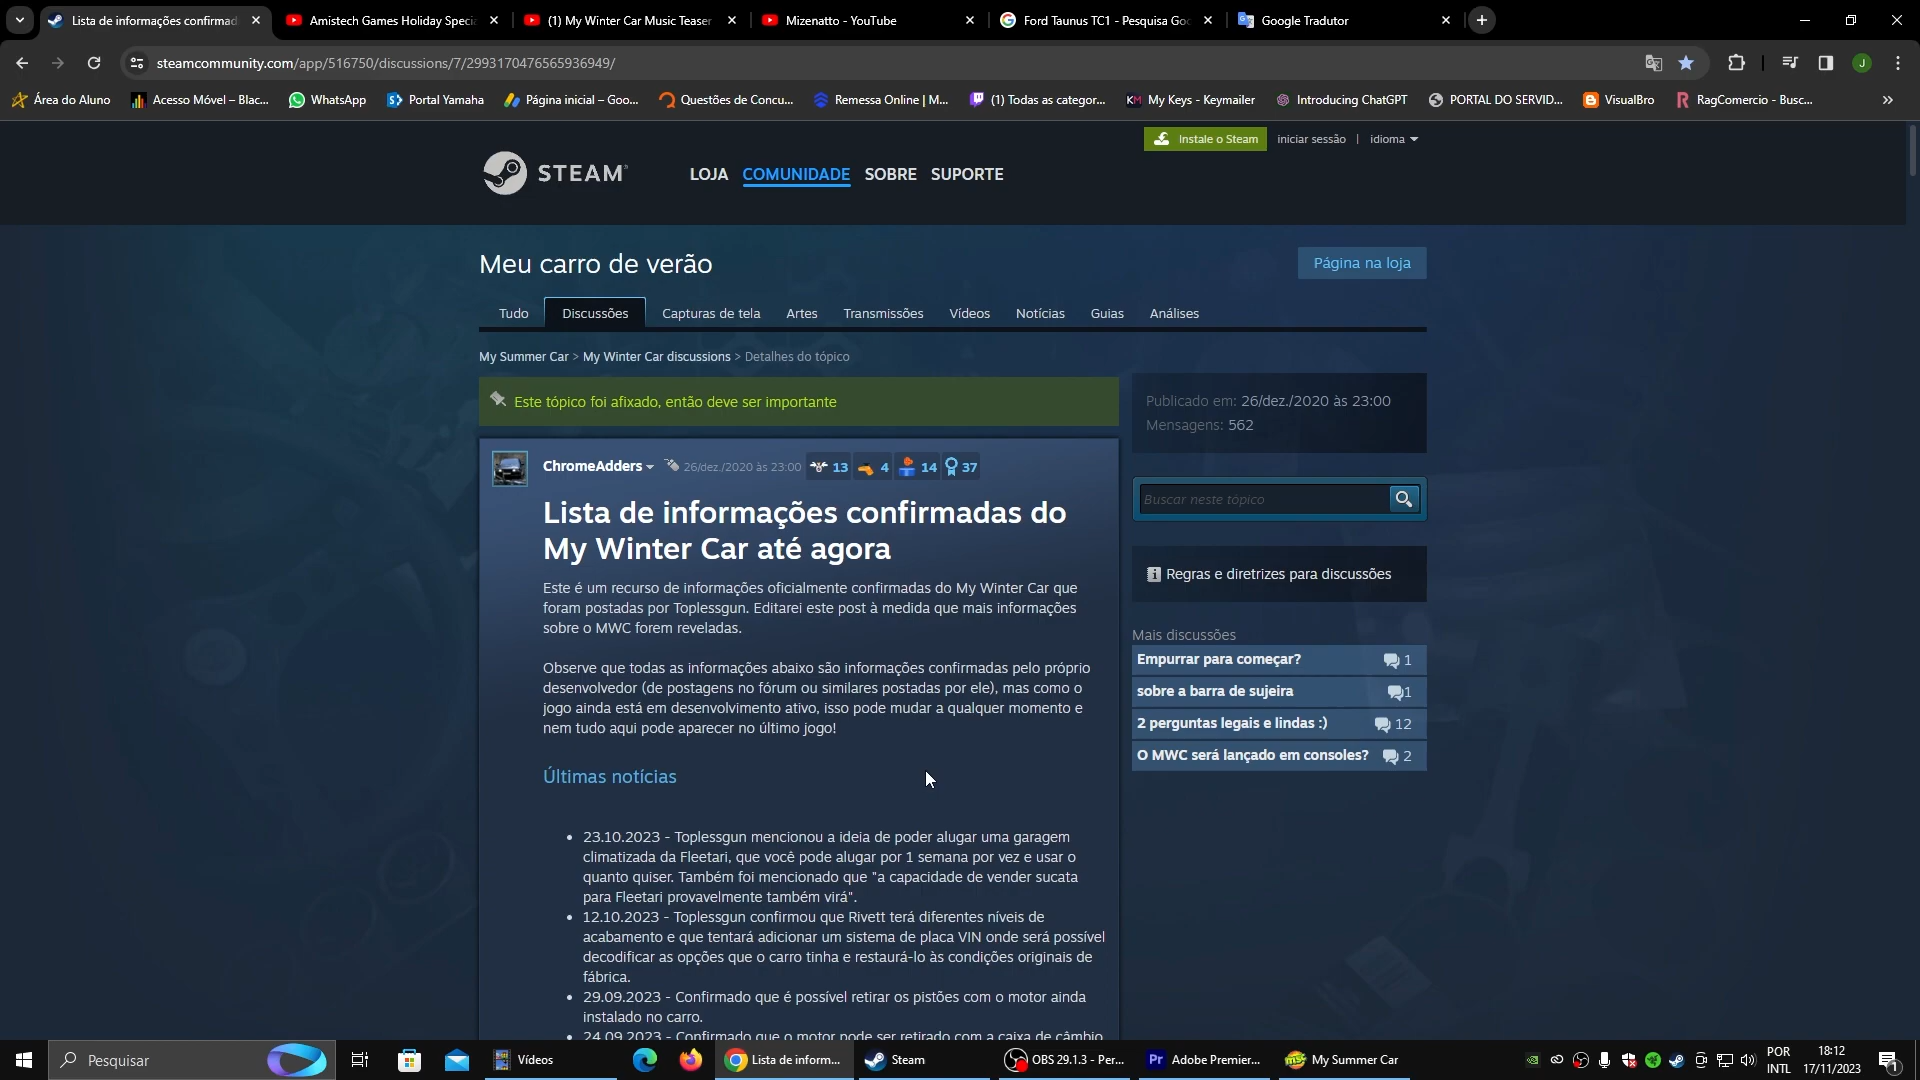 Lista de informações confirmad
Amistech Games Holiday Specia
(1) My Winter Car Music Teaser
Mizenatto - YouTube
Ford Taunus TC1 - Pesquisa Go
Google Tradutor
steamcommunity.com/app/516750/discussions/7/2993170476565936949/
J
Área do Aluno
Acesso Móvel – Blac...
WhatsApp
Portal Yamaha
Página inicial – Goo...
Questões de Concu...
Remessa Online | M...
(1) Todas as categor...
KM
My Keys - Keymailer
Introducing ChatGPT
PORTAL DO SERVID...
VisualBro
RagComercio - Busc...
Instale o Steam
iniciar sessão | idioma
STEAM
LOJA COMUNIDADE SOBRE SUPORTE
Meu carro de verão
Página na loja
Tudo Discussões Capturas de tela Artes Transmissões Vídeos Notícias Guias Análises
My Summer Car > My Winter Car discussions > Detalhes do tópico
Este tópico foi afixado, então deve ser importante
ChromeAdders 26/dez./2020 às 23:00 13 4 14 37
Lista de informações confirmadas do
My Winter Car até agora
Este é um recurso de informações oficialmente confirmadas do My Winter Car que
foram postadas por Toplessgun. Editarei este post à medida que mais informações
sobre o MWC forem reveladas.
Observe que todas as informações abaixo são informações confirmadas pelo próprio
desenvolvedor (de postagens no fórum ou similares postadas por ele), mas como o
jogo ainda está em desenvolvimento ativo, isso pode mudar a qualquer momento e
nem tudo aqui pode aparecer no último jogo!
Últimas notícias
• 23.10.2023 - Toplessgun mencionou a ideia de poder alugar uma garagem
climatizada da Fleetari, que você pode alugar por 1 semana por vez e usar o
quanto quiser. Também foi mencionado que "a capacidade de vender sucata
para Fleetari provavelmente também virá".
• 12.10.2023 - Toplessgun confirmou que Rivett terá diferentes níveis de
acabamento e que tentará adicionar um sistema de placa VIN onde será possível
decodificar as opções que o carro tinha e restaurá-lo às condições originais de
fábrica.
• 29.09.2023 - Confirmado que é possível retirar os pistões com o motor ainda
instalado no carro.
• 24.09.2023 - Confirmado que o motor pode ser retirado com a caixa de câmbio
Publicado em: 26/dez./2020 às 23:00
Mensagens: 562
Buscar neste tópico
Regras e diretrizes para discussões
Mais discussões
Empurrar para começar? 1
sobre a barra de sujeira 1
2 perguntas legais e lindas :) 12
O MWC será lançado em consoles? 2
Pesquisar
Vídeos
Lista de inform...
Steam
OBS 29.1.3 - Per...
Pr
Adobe Premier...
My Summer Car
POR
INTL
18:12
17/11/2023
1